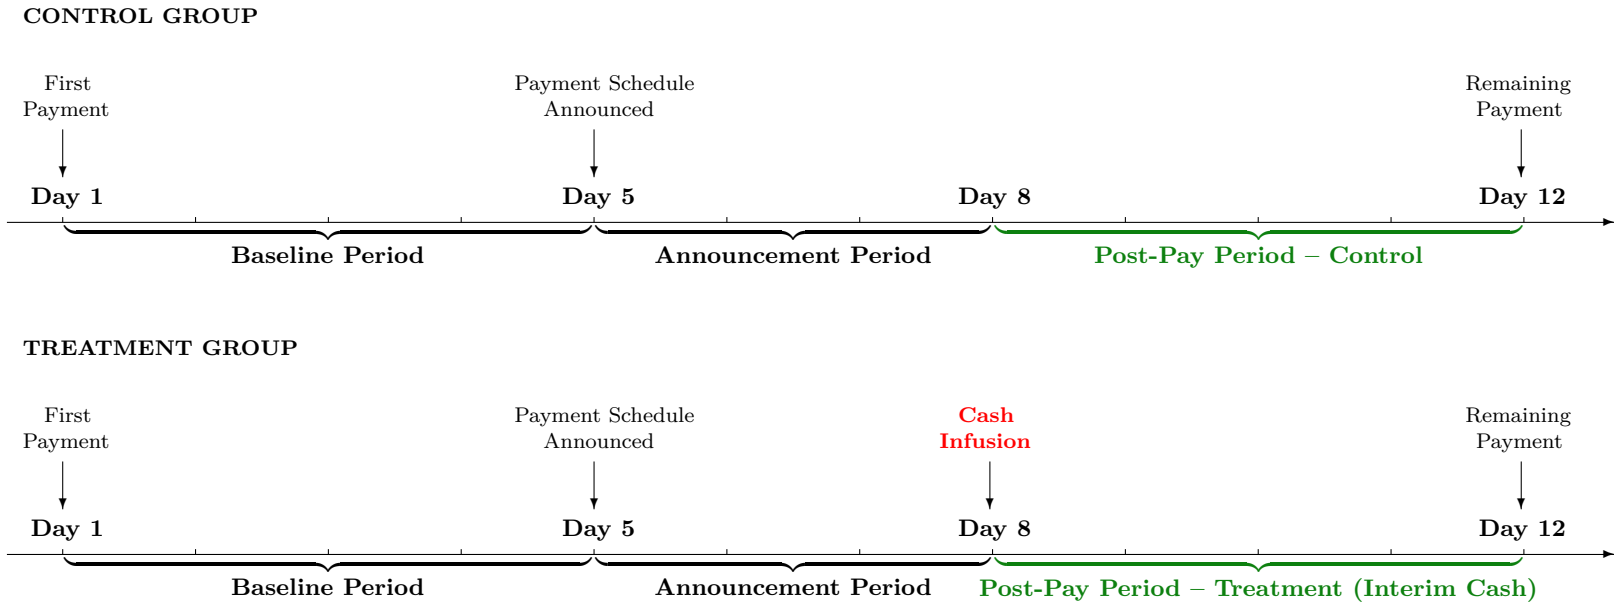 CONTROL GROUP
First
Payment
Payment Schedule
Announced
Remaining
Payment
Day 1
Day 5
Day 8
Day 12
Baseline Period
Announcement Period
Post-Pay Period – Control
TREATMENT GROUP
First
Payment
Payment Schedule
Announced
Cash
Infusion
Remaining
Payment
Day 1
Day 5
Day 8
Day 12
Baseline Period
Announcement Period
Post-Pay Period – Treatment (Interim Cash)